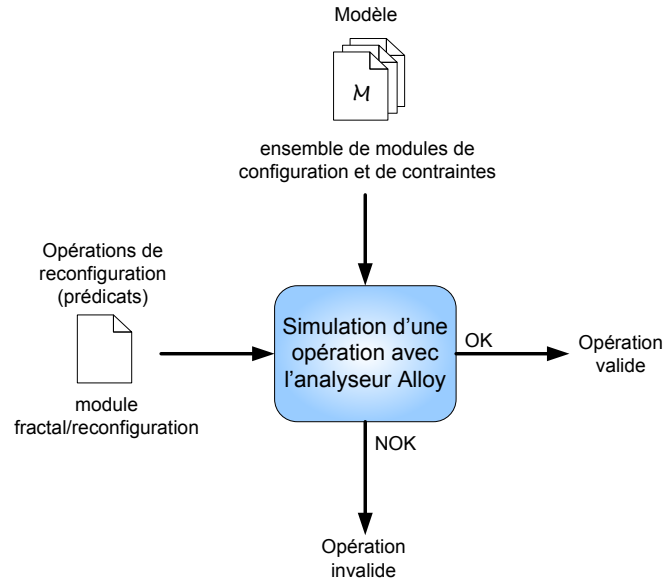 Modèle
M
ensemble de modules de
configuration et de contraintes
Opérations de
reconfiguration
(prédicats)
module
fractal/reconfiguration
Simulation d'une
opération avec
l'analyseur Alloy
OK
Opération
valide
NOK
Opération
invalide